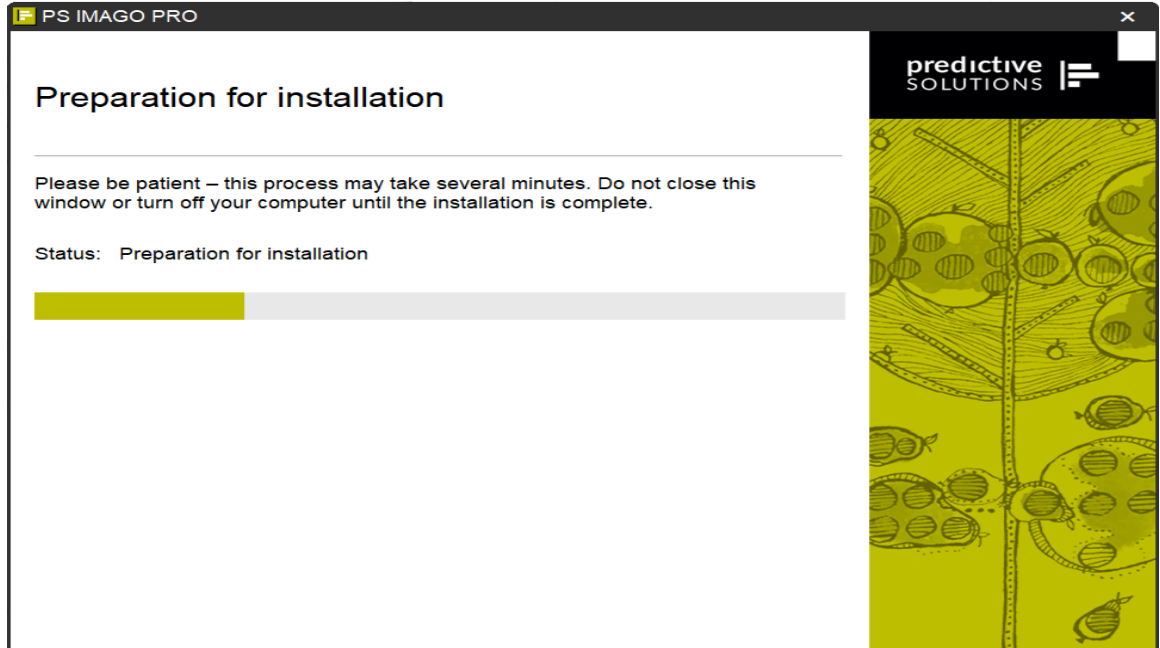 PS IMAGO PRO
predictive
SOLUTIONS
Preparation for installation
Please be patient – this process may take several minutes. Do not close this
window or turn off your computer until the installation is complete.
Status: Preparation for installation